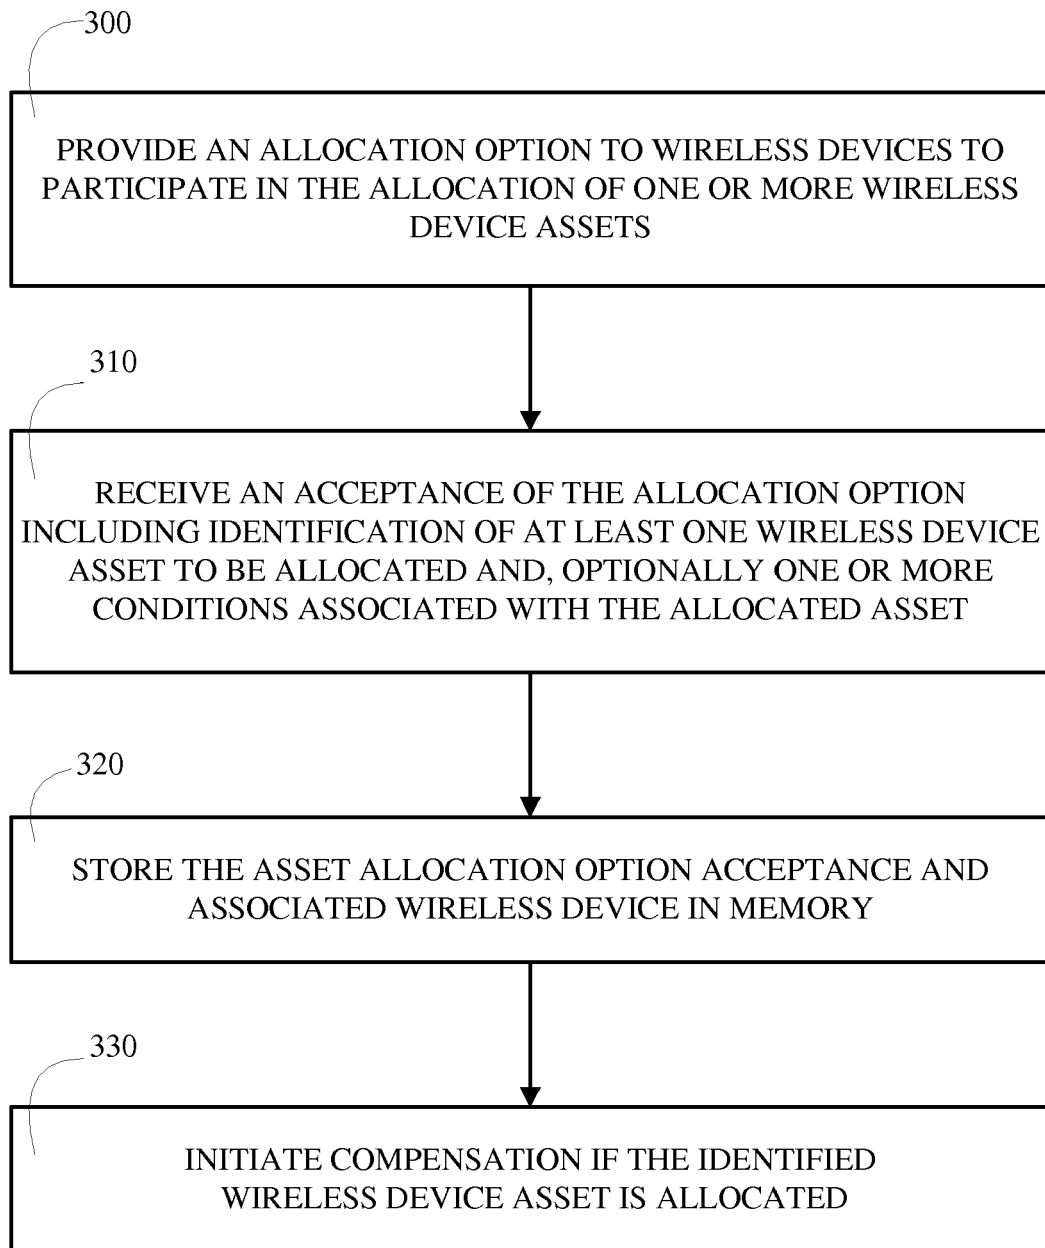 300
PROVIDE AN ALLOCATION OPTION TO WIRELESS DEVICES TO
PARTICIPATE IN THE ALLOCATION OF ONE OR MORE WIRELESS
DEVICE ASSETS
310
RECEIVE AN ACCEPTANCE OF THE ALLOCATION OPTION
INCLUDING IDENTIFICATION OF AT LEAST ONE WIRELESS DEVICE
ASSET TO BE ALLOCATED AND, OPTIONALLY ONE OR MORE
CONDITIONS ASSOCIATED WITH THE ALLOCATED ASSET.
320
STORE THE ASSET ALLOCATION OPTION ACCEPTANCE AND
ASSOCIATED WIRELESS DEVICE IN MEMORY.
330
INITIATE COMPENSATION IF THE IDENTIFIED
WIRELESS DEVICE ASSET IS ALLOCATED.